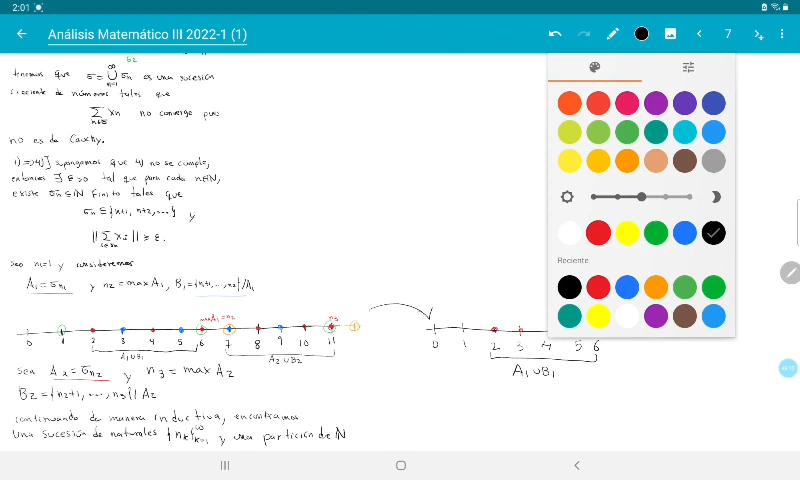 2:01
Análisis Matemático III 2022-1 (1)
7
σ2
tenemos que σ = ∪ σn es una sucesión
∞
n=1
creciente de números tales que
∑ xn no converge pues
n∈σ
no es de Cauchy.
1)=>4)] Supongamos que 4) no se cumple,
entonces ∃ ε>0 tal que para cada n∈ℕ,
existe σn ⊆ ℕ finito tales que
σn ⊆ {n+1, n+2, ...} y
|| ∑ xi || ≥ ε.
sea n1=1 y consideremos
A1 = σn1 y n2 = max A1, B1 = {n1+1, ..., n2}\A1
max A1 = n2
n3
0 1 2 3 4 5 6 7 8 9 10 11
A1∪B1
A2∪B2
0 1 2 3 4 5 6
A1∪B1
Sea A2 = σn2 y n3 = max A2
B2 = {n2+1, ..., n3}\A2
continuando de manera inductiva, encontramos
una sucesión de naturales {nk}∞k=1 y una partición de ℕ
Reciente